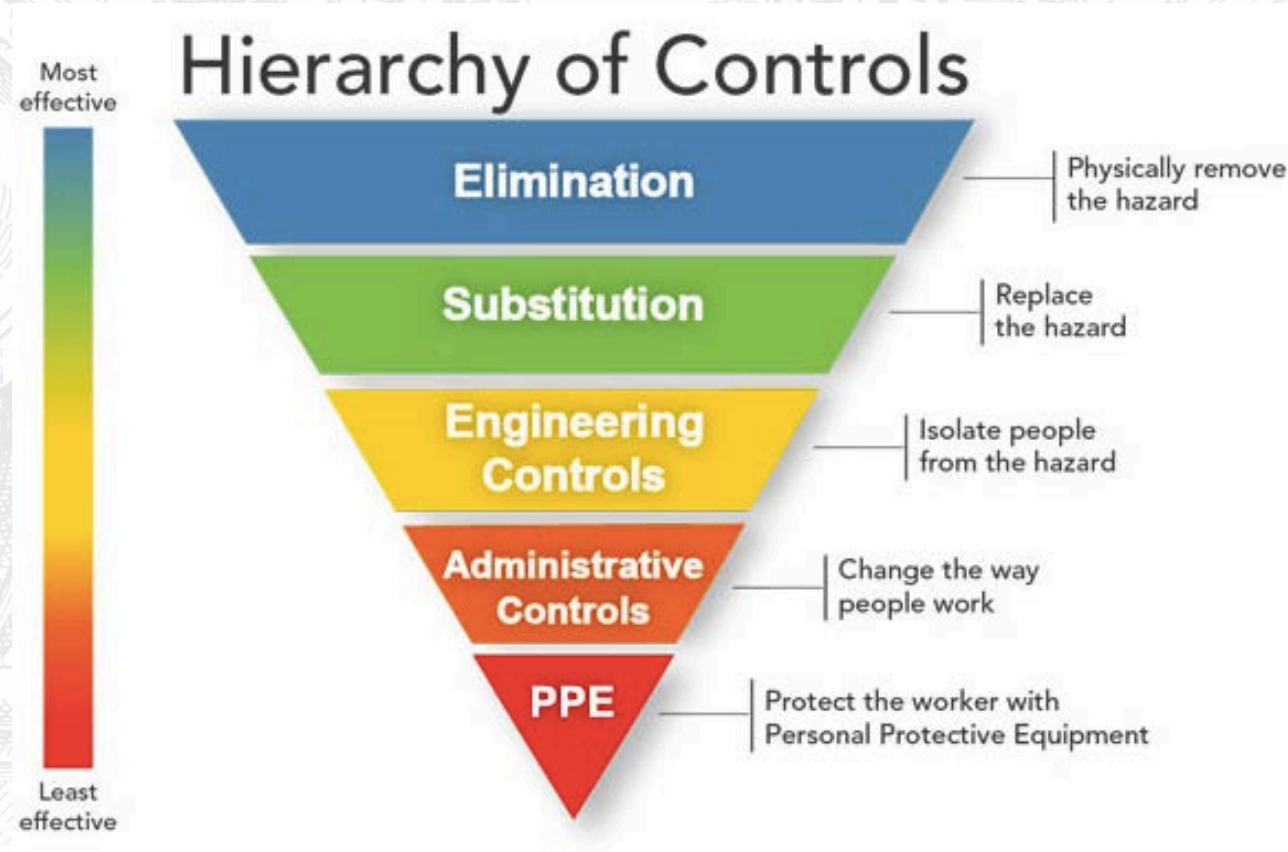 Hierarchy of Controls
Most
effective
Elimination
Physically remove
the hazard
Substitution
Replace
the hazard
Engineering
Controls
Isolate people
from the hazard
Administrative
Controls
Change the way
people work
PPE
Protect the worker with
Personal Protective Equipment
Least
effective